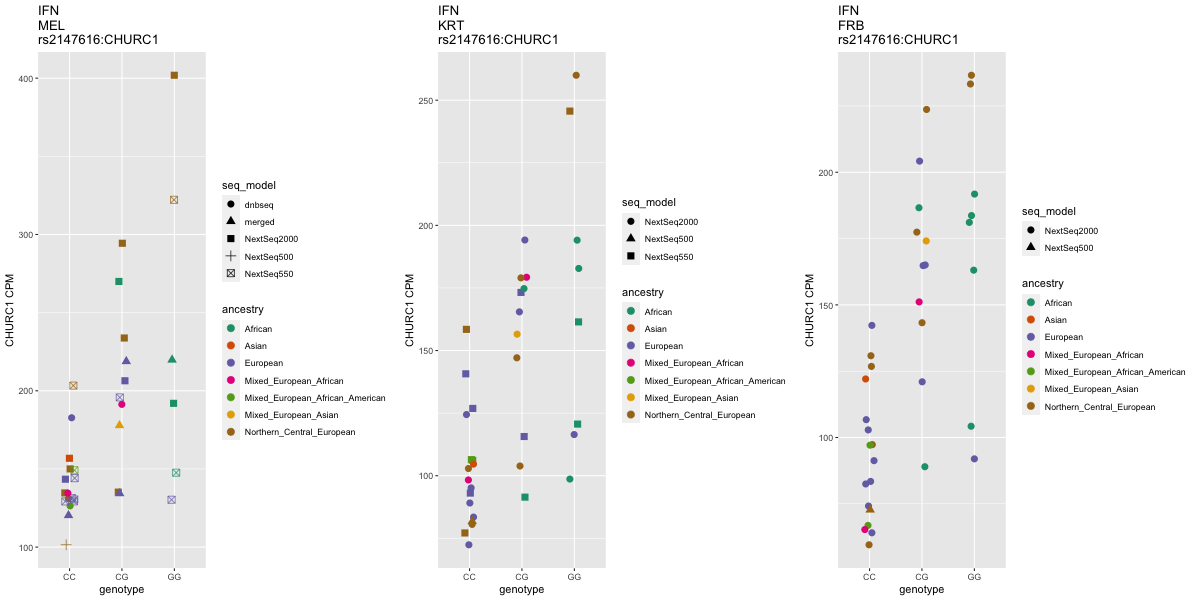 IFN
MEL
rs2147616:CHURC1
400
300
200
100
CHURC1 CPM
CC
CG
GG
genotype
seq_model
dnbseq
merged
NextSeq2000
NextSeq500
NextSeq550
ancestry
African
Asian
European
Mixed_European_African
Mixed_European_African_American
Mixed_European_Asian
Northern_Central_European
IFN
KRT
rs2147616:CHURC1
250
200
150
100
CHURC1 CPM
CC
CG
GG
genotype
seq_model
NextSeq2000
NextSeq500
NextSeq550
ancestry
African
Asian
European
Mixed_European_African
Mixed_European_African_American
Mixed_European_Asian
Northern_Central_European
IFN
FRB
rs2147616:CHURC1
200
150
100
CHURC1 CPM
CC
CG
GG
genotype
seq_model
NextSeq2000
NextSeq500
ancestry
African
Asian
European
Mixed_European_African
Mixed_European_African_American
Mixed_European_Asian
Northern_Central_European